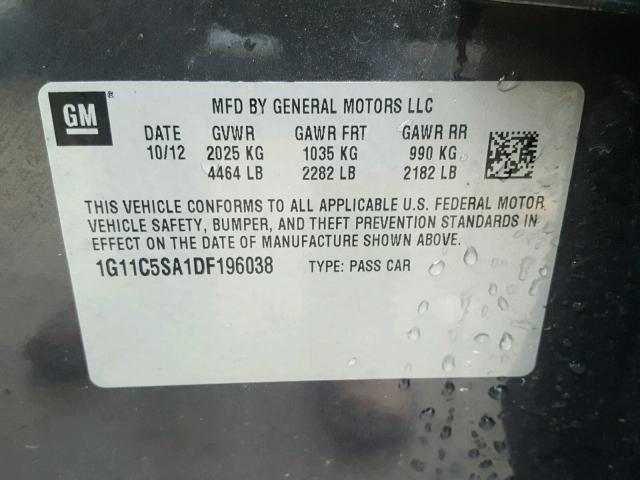 GM®
MFD BY GENERAL MOTORS LLC
DATE GVWR GAWR FRT GAWR RR
10/12 2025 KG 1035 KG 990 KG
4464 LB 2282 LB 2182 LB
THIS VEHICLE CONFORMS TO ALL APPLICABLE U.S. FEDERAL MOTOR
VEHICLE SAFETY, BUMPER, AND THEFT PREVENTION STANDARDS IN
EFFECT ON THE DATE OF MANUFACTURE SHOWN ABOVE.
1G11C5SA1DF196038 TYPE: PASS CAR